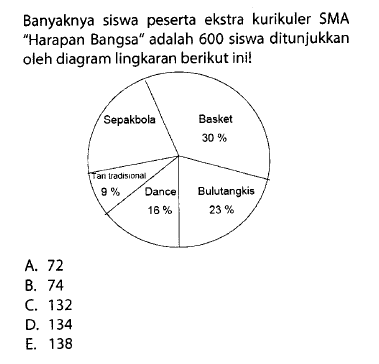 Banyaknya siswa peserta ekstra kurikuler SMA
“Harapan Bangsa” adalah 600 siswa ditunjukkan
oleh diagram lingkaran berikut ini!
Sepakbola
Basket
30 %
Tari tradisional
9 %
Dance
16 %
Bulutangkis
23 %
A. 72
B. 74
C. 132
D. 134
E. 138